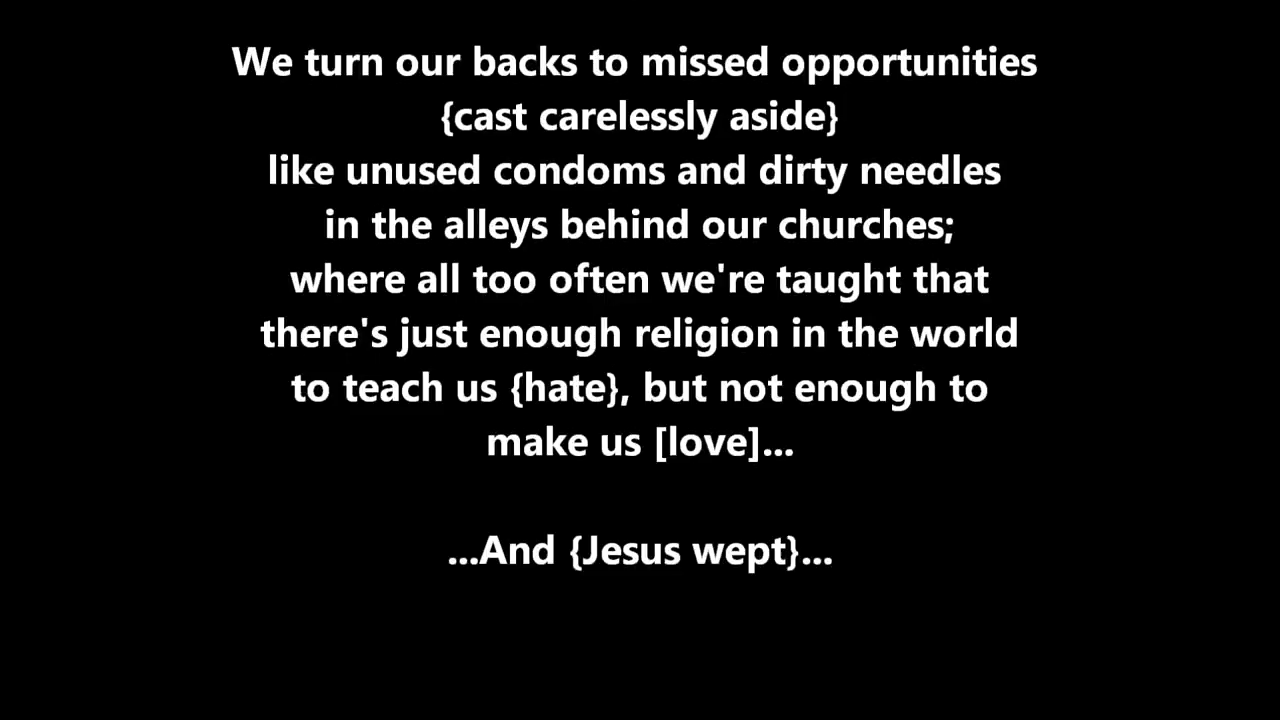 We turn our backs to missed opportunities
{cast carelessly aside}
like unused condoms and dirty needles
in the alleys behind our churches;
where all too often we're taught that
there's just enough religion in the world
to teach us {hate}, but not enough to
make us [love]...
...And {Jesus wept}...